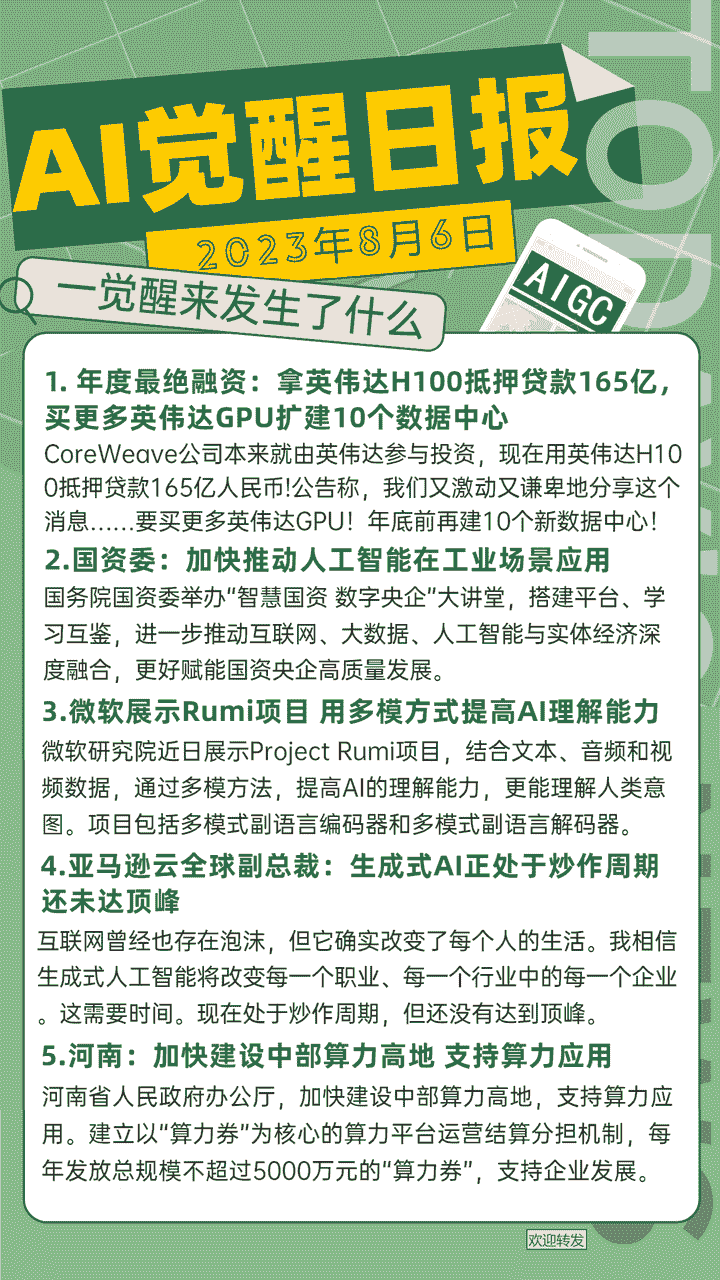 AI觉醒日报
2023年8月6日
AIGC
一觉醒来发生了什么
1. 年度最绝融资：拿英伟达H100抵押贷款165亿，
买更多英伟达GPU扩建10个数据中心
CoreWeave公司本来就由英伟达参与投资，现在用英伟达H10
0抵押贷款165亿人民币!公告称，我们又激动又谦卑地分享这个
消息……要买更多英伟达GPU！年底前再建10个新数据中心！
2.国资委：加快推动人工智能在工业场景应用
国务院国资委举办“智慧国资 数字央企”大讲堂，搭建平台、学
习互鉴，进一步推动互联网、大数据、人工智能与实体经济深
度融合，更好赋能国资央企高质量发展。
3.微软展示Rumi项目 用多模方式提高AI理解能力
微软研究院近日展示Project Rumi项目，结合文本、音频和视
频数据，通过多模方法，提高AI的理解能力，更能理解人类意
图。项目包括多模式副语言编码器和多模式副语言解码器。
4.亚马逊云全球副总裁：生成式AI正处于炒作周期
还未达顶峰
互联网曾经也存在泡沫，但它确实改变了每个人的生活。我相信
生成式人工智能将改变每一个职业、每一个行业中的每一个企业
。这需要时间。现在处于炒作周期，但还没有达到顶峰。
5.河南：加快建设中部算力高地 支持算力应用
河南省人民政府办公厅，加快建设中部算力高地，支持算力应
用。建立以“算力券”为核心的算力平台运营结算分担机制，每
年发放总规模不超过5000万元的“算力券”，支持企业发展。
欢迎转发